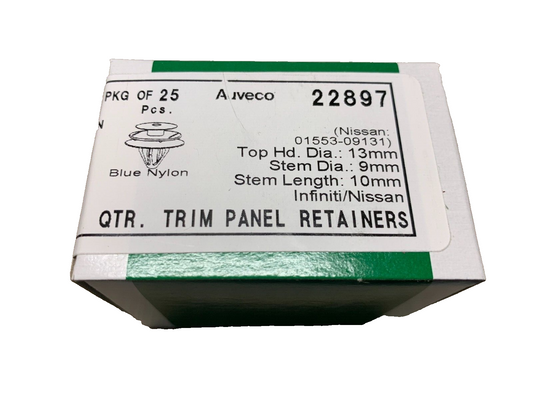 PKG OF 25 Auveco 22897
Pcs.
N
(Nissan:
01553-09131)
Top Hd. Dia.: 13mm
Stem Dia.: 9mm
Blue Nylon
Stem Length: 10mm
Infiniti/Nissan
QTR. TRIM PANEL RETAINERS